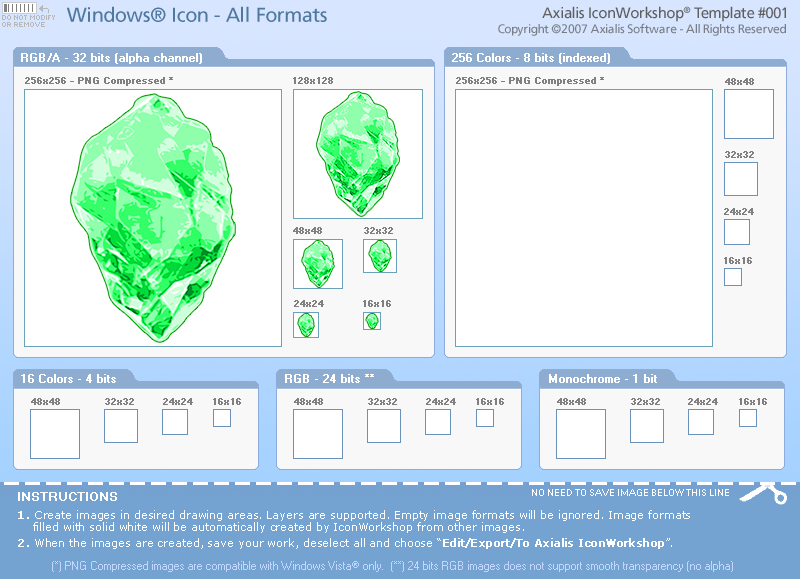 DO NOT MODIFY
OR REMOVE
Windows® Icon - All Formats
Axialis IconWorkshop® Template #001
Copyright ©2007 Axialis Software - All Rights Reserved
RGB/A - 32 bits (alpha channel)
256x256 - PNG Compressed *
128x128
48x48
32x32
24x24
16x16
256 Colors - 8 bits (indexed)
256x256 - PNG Compressed *
48x48
32x32
24x24
16x16
16 Colors - 4 bits
48x48
32x32
24x24
16x16
RGB - 24 bits **
48x48
32x32
24x24
16x16
Monochrome - 1 bit
48x48
32x32
24x24
16x16
INSTRUCTIONS
NO NEED TO SAVE IMAGE BELOW THIS LINE
1. Create images in desired drawing areas. Layers are supported. Empty image formats will be ignored. Image formats
filled with solid white will be automatically created by IconWorkshop from other images.
2. When the images are created, save your work, deselect all and choose “Edit/Export/To Axialis IconWorkshop”.
(*) PNG Compressed images are compatible with Windows Vista® only. (**) 24 bits RGB images does not support smooth transparency (no alpha)